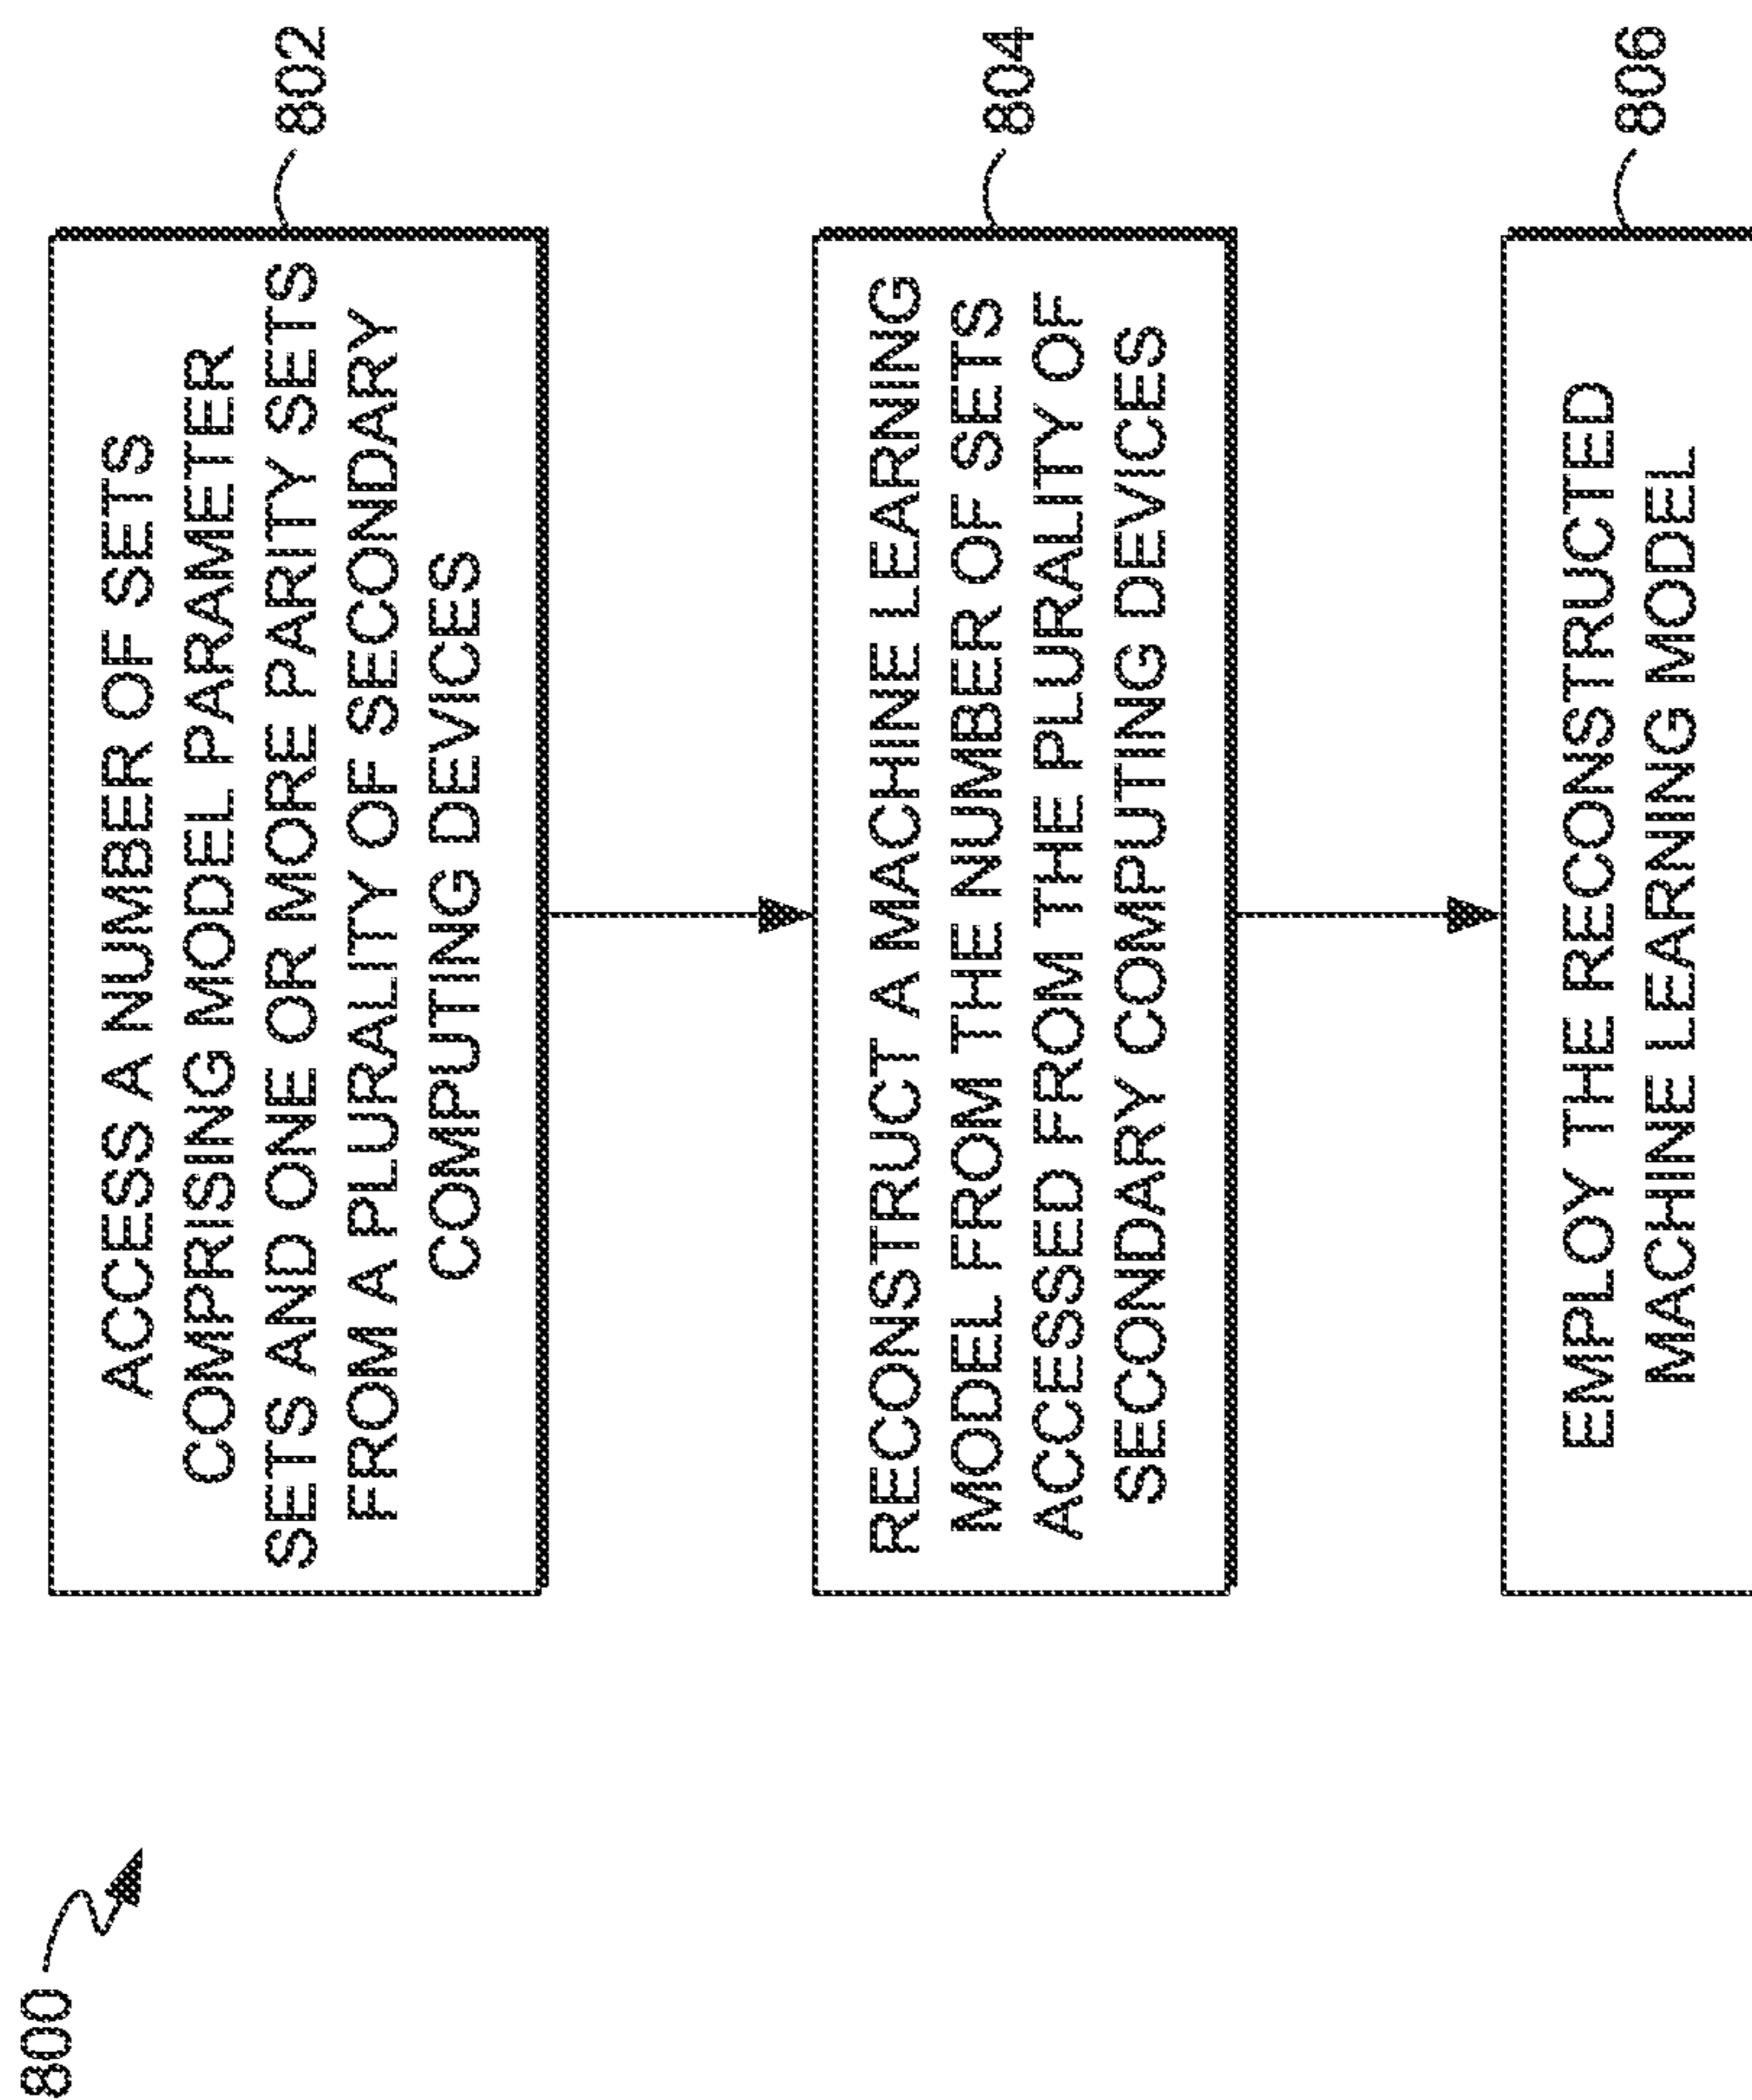 800
ACCESS A NUMBER OF SETS
COMPRISING MODEL PARAMETER
SETS AND ONE OR MORE PARITY SETS
FROM A PLURALITY OF SECONDARY
COMPUTING DEVICES
802
RECONSTRUCT A MACHINE LEARNING
MODEL FROM THE NUMBER OF SETS
ACCESSED FROM THE PLURALITY OF
SECONDARY COMPUTING DEVICES
804
EMPLOY THE RECONSTRUCTED
MACHINE LEARNING MODEL
806